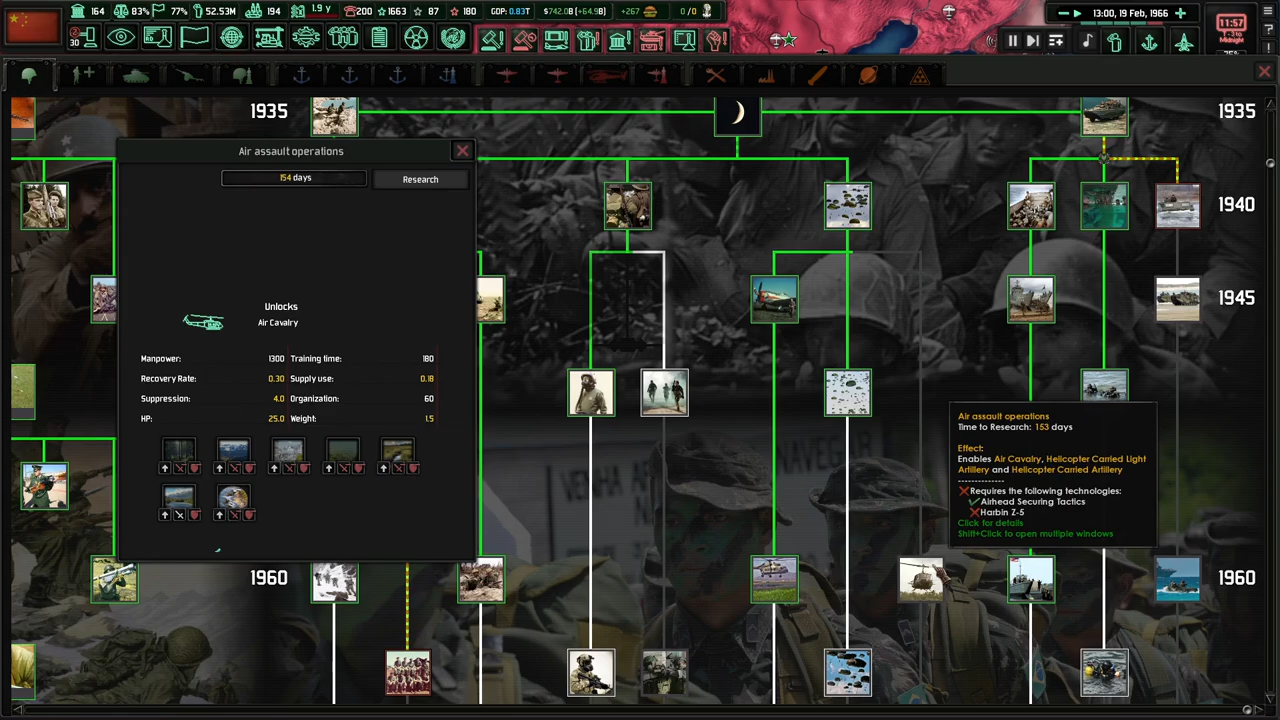 164 83% 77% 52.53M 194 1.9 y 200 1663 87 180 GDP: 0.83T $742.0B (+64.9B) +267 0/0 13:00, 19 Feb, 1966
11:57
2
30
1935 1935
Air assault operations
154 days Research
1940
1945
Unlocks
Air Cavalry
Manpower: 1300 Training time: 180
Recovery Rate: 0.30 Supply use: 0.18
Suppression: 4.0 Organization: 60
HP: 25.0 Weight: 1.5
Air assault operations
Time to Research: 153 days
Effect:
Enables Air Cavalry, Helicopter Carried Light
Artillery and Helicopter Carried Artillery
--------------
Requires the following technologies:
Airhead Securing Tactics
Harbin Z-5
Click for details
Shift+Click to open multiple windows
1960 1960